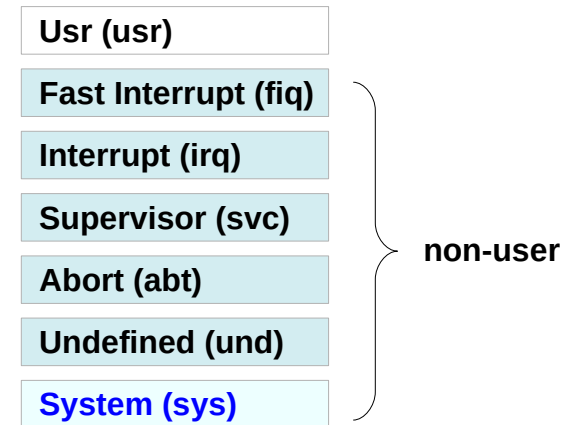 Usr (usr)
Fast Interrupt (fiq)
Interrupt (irq)
Supervisor (svc)
non-user
Abort (abt)
Undefined (und)
System (sys)